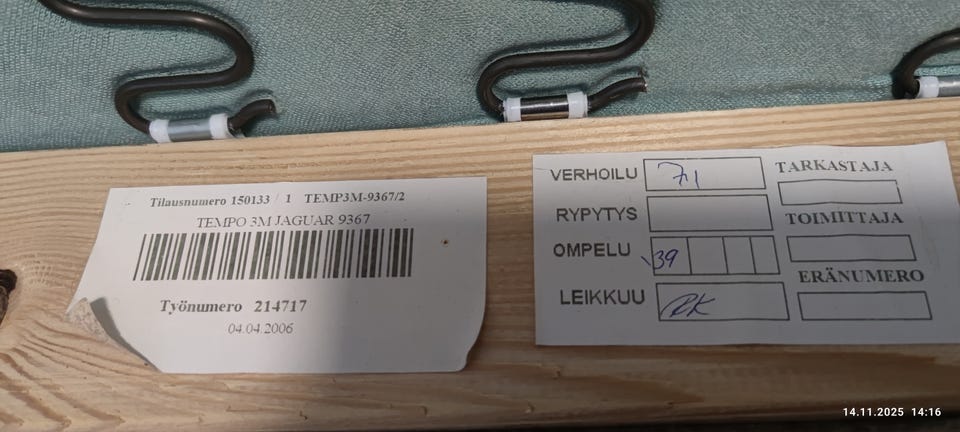 Tilausnumero 150133 / 1 TEMP3M-9367/2
TEMPO 3M JAGUAR 9367
Työnumero 214717
04.04.2006
VERHOILU 71
RYPYTYS
OMPELU 39
LEIKKUU RK
TARKASTAJA
TOIMITTAJA
ERÄNUMERO
14.11.2025 14:16